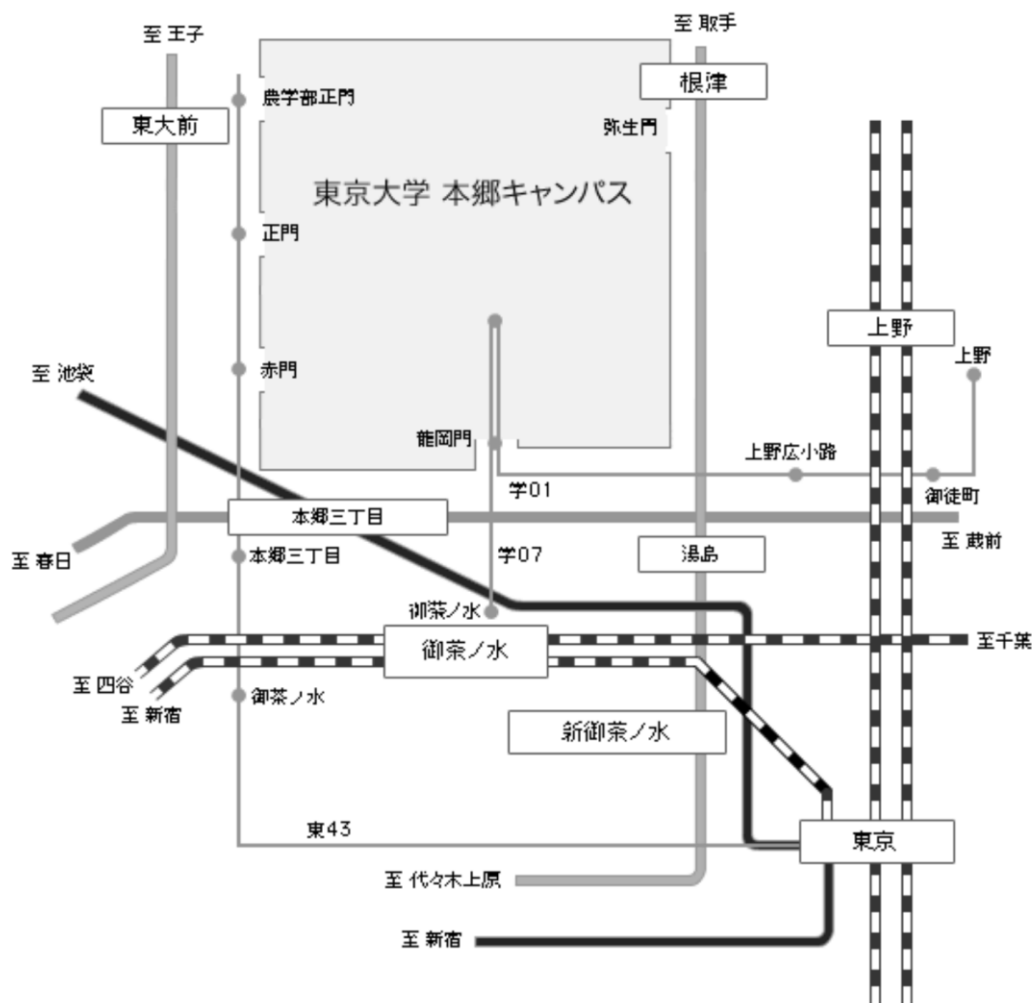 至 王子
至 取手
根津
農学部正門
東大前
弥生門
東京大学 本郷キャンパス
正門
上野
上野
赤門
至 池袋
龍岡門
上野広小路
学01
御徒町
本郷三丁目
至 蔵前
至 春日
本郷三丁目
学07
湯島
御茶ノ水
御茶ノ水
至千葉
至 四谷
至 新宿
御茶ノ水
新御茶ノ水
東43
東京
至 代々木上原
至 新宿